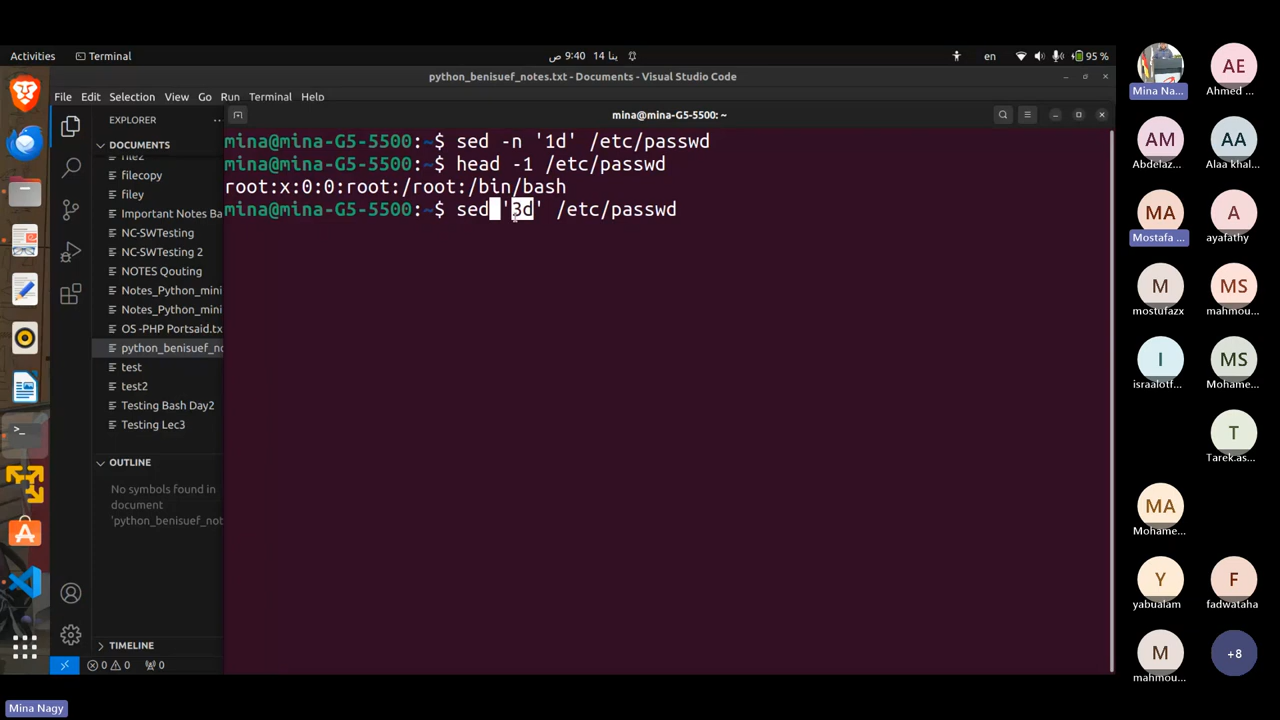 Activities
Terminal
9:40 ص
14 ينا
en
95 %
python_benisuef_notes.txt - Documents - Visual Studio Code
File Edit Selection View Go Run Terminal Help
mina@mina-G5-5500: ~
EXPLORER
DOCUMENTS
file2
filecopy
filey
Important Notes Ba
NC-SWTesting
NC-SWTesting 2
NOTES Qouting
Notes_Python_mini
Notes_Python_mini
OS -PHP Portsaid.tx
python_benisuef_no
test
test2
Testing Bash Day2
Testing Lec3
OUTLINE
No symbols found in
document
'python_benisuef_not
TIMELINE
0 0 0
mina@mina-G5-5500:~$ sed -n '1d' /etc/passwd
mina@mina-G5-5500:~$ head -1 /etc/passwd
root:x:0:0:root:/root:/bin/bash
mina@mina-G5-5500:~$ sed '3d' /etc/passwd
Mina Na...
AE
Ahmed ...
AM
Abdelaz...
AA
Alaa khal...
MA
Mostafa ...
A
ayafathy
M
mostufazx
MS
mahmou...
I
israalotf...
MS
Mohame...
T
Tarek.as...
MA
Mohame...
Y
yabualam
F
fadwataha
M
mahmou...
+8
Mina Nagy